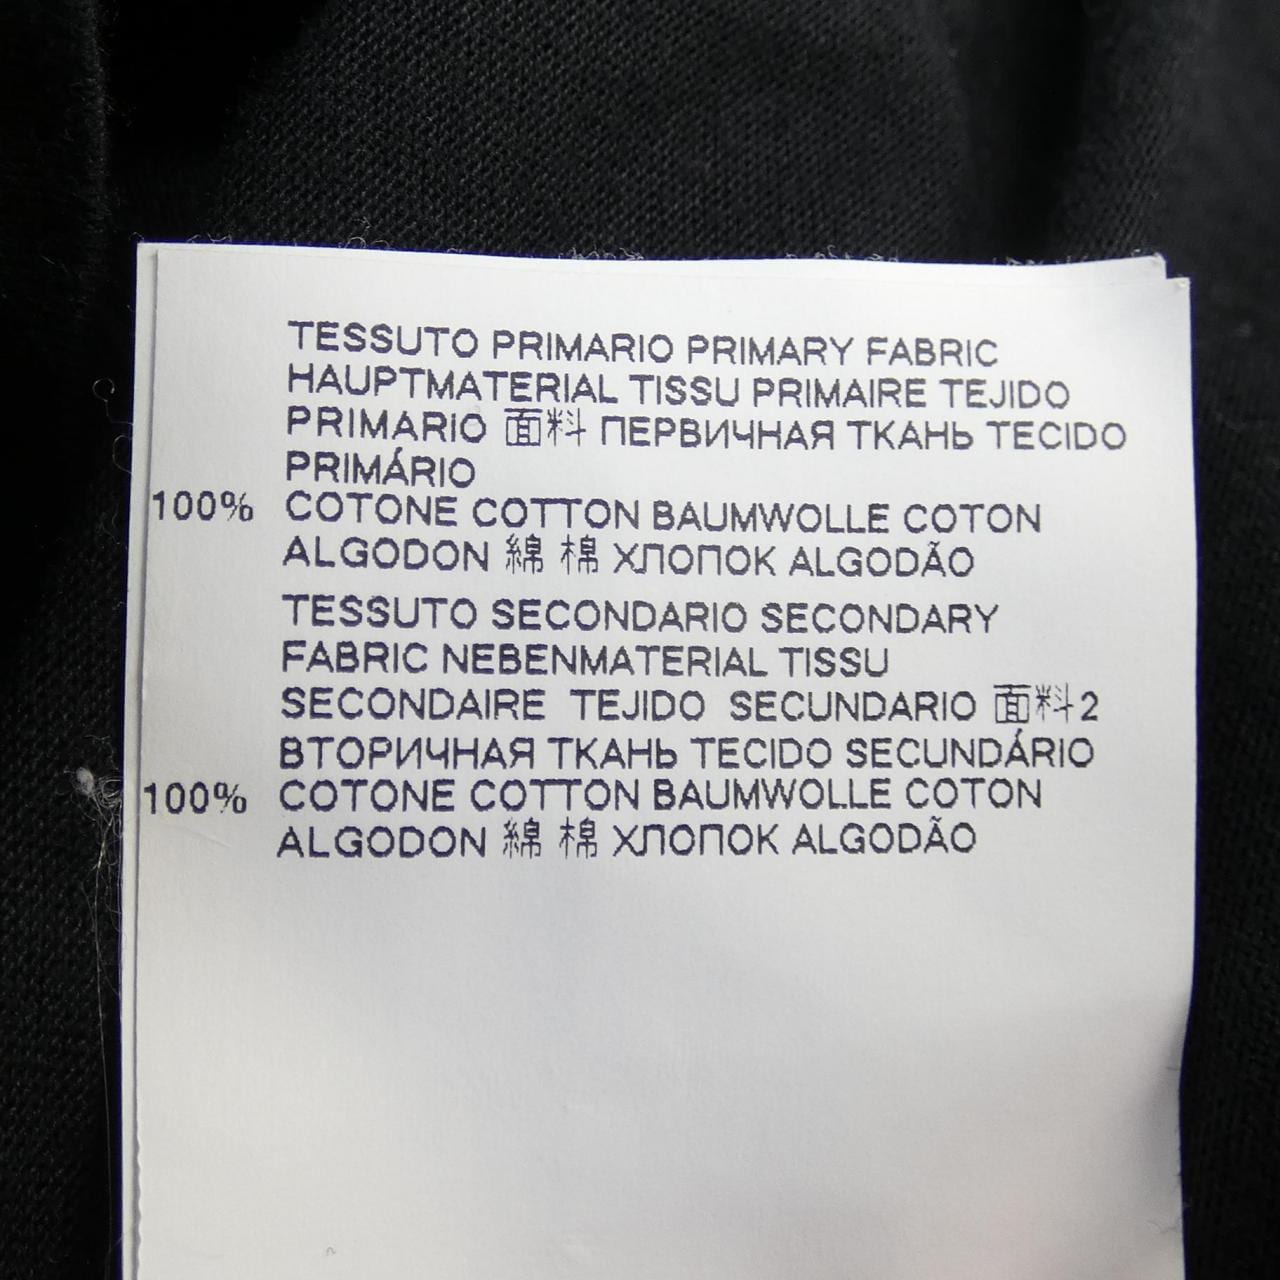 TESSUTO PRIMARIO PRIMARY FABRIC
HAUPTMATERIAL TISSU PRIMAIRE TEJIDO
PRIMARIO 面料 ПЕРВИЧНАЯ ТКАНЬ TECIDO
PRIMÁRIO
100% COTONE COTTON BAUMWOLLE COTON
ALGODON 綿 棉 ХЛОПОК ALGODÃO
TESSUTO SECONDARIO SECONDARY
FABRIC NEBENMATERIAL TISSU
SECONDAIRE TEJIDO SECUNDARIO 面料2
ВТОРИЧНАЯ ТКАНЬ TECIDO SECUNDÁRIO
100% COTONE COTTON BAUMWOLLE COTON
ALGODON 綿 棉 ХЛОПОК ALGODÃO